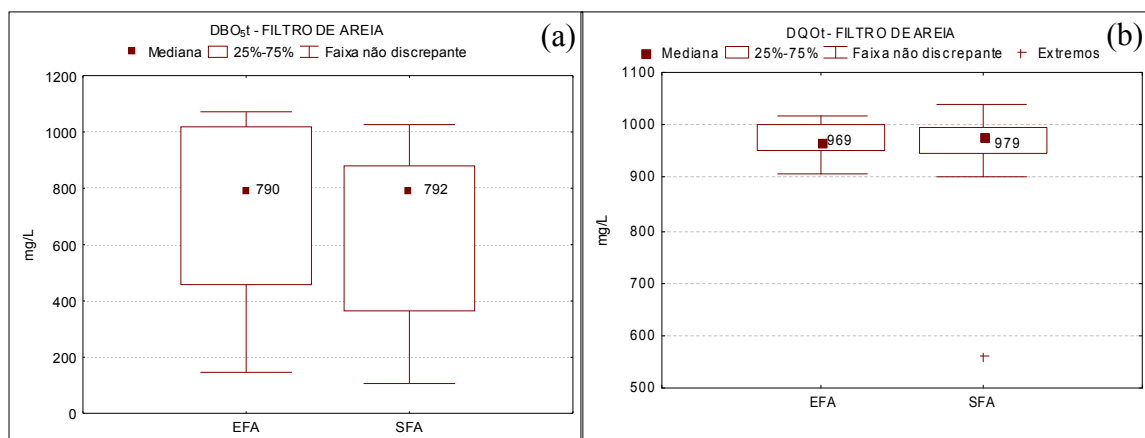 DBO₅t - FILTRO DE AREIA
(a)
Mediana 25%-75% Faixa não discrepante
1200
1000
800
600
400
200
0
mg/L
790
792
EFA SFA
DQOt - FILTRO DE AREIA
(b)
Mediana 25%-75% Faixa não discrepante Extremos
1100
1000
900
800
700
600
500
mg/L
969
979
EFA SFA